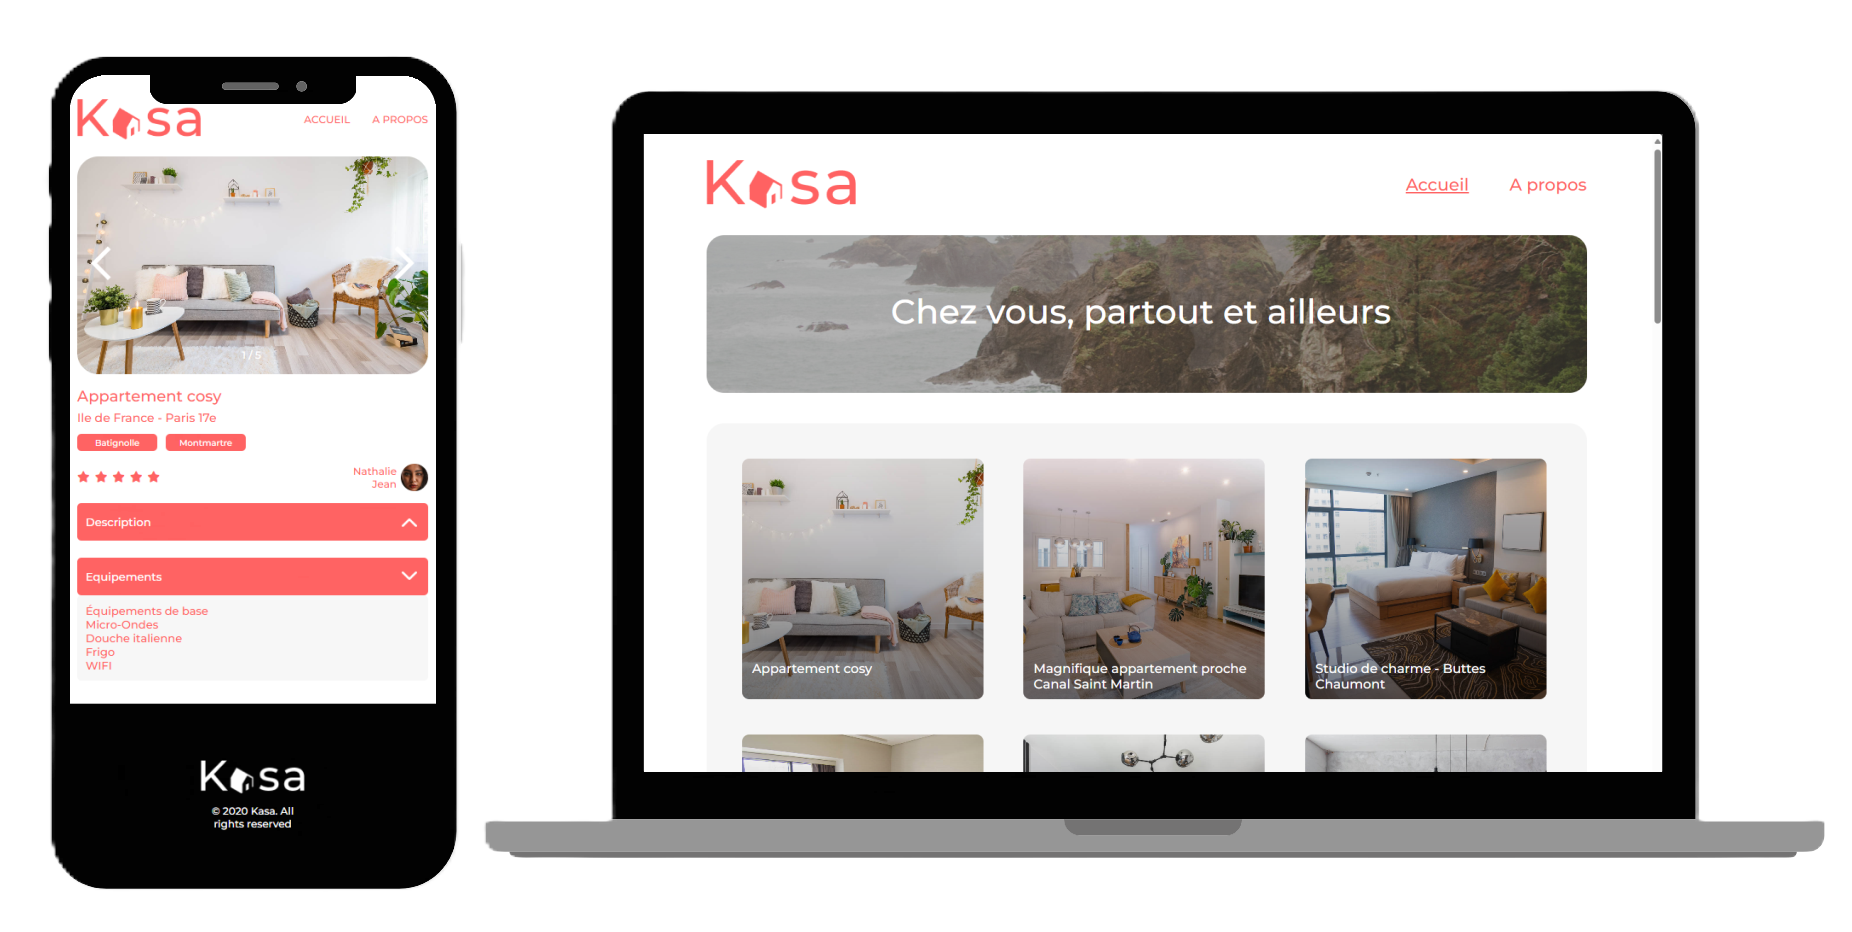 Kasa
ACCUEIL A PROPOS
1 / 5
Appartement cosy
Ile de France - Paris 17e
Batignolle Montmartre
Nathalie
Jean
Description
Equipements
Équipements de base
Micro-Ondes
Douche italienne
Frigo
WIFI
Kasa
© 2020 Kasa. All
rights reserved
Kasa
Accueil A propos
Chez vous, partout et ailleurs
Appartement cosy
Magnifique appartement proche
Canal Saint Martin
Studio de charme - Buttes
Chaumont